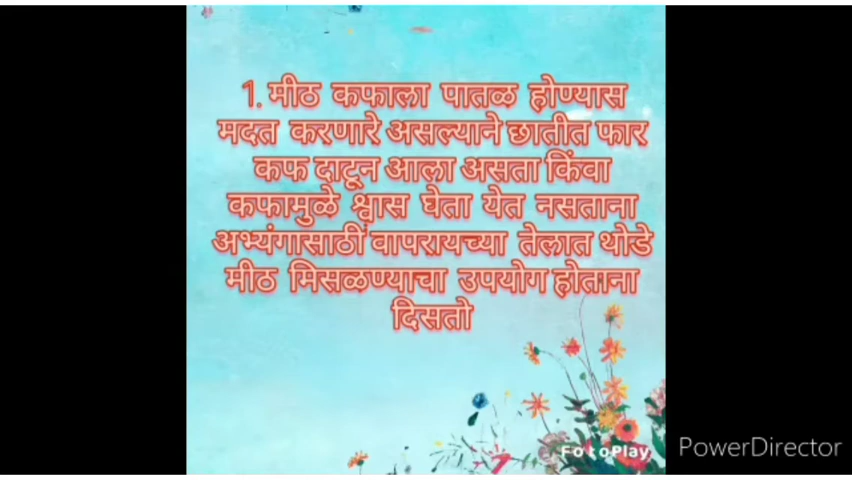 1. मीठ कफाला पातळ होण्यास
मदत करणारे असल्याने छातीत फार
कफ दाटून आला असता किंवा
कफामुळे श्वास घेता येत नसताना
अभ्यंगासाठीं वापरायच्या तेलात थोडे
मीठ मिसळण्याचा उपयोग होताना
दिसतो
FotoPlay
PowerDirector